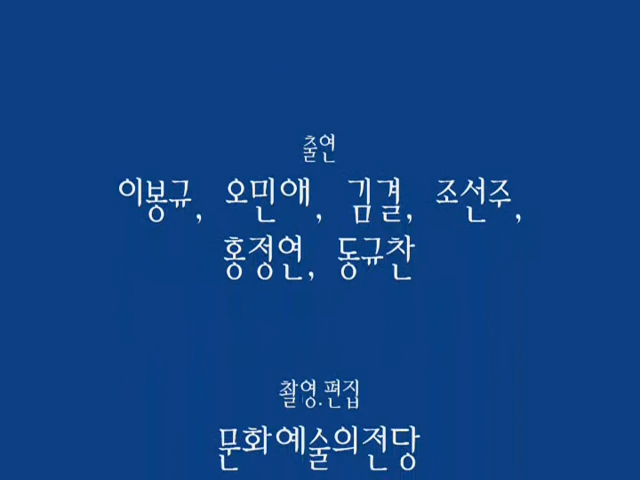 출연
이봉규, 오민애, 김결, 조선주,
홍정연, 동규찬
촬영.편집
문화예술의전당